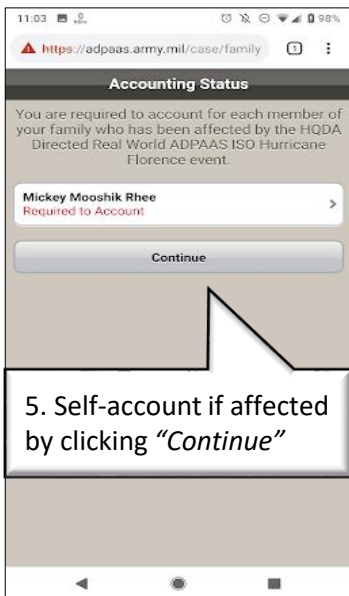 11:03
98%
https://adpaas.army.mil/case/family
1
Accounting Status
You are required to account for each member of
your family who has been affected by the HQDA
Directed Real World ADPAAS ISO Hurricane
Florence event.
Mickey Mooshik Rhee
Required to Account
Continue
5. Self-account if affected
by clicking “Continue”